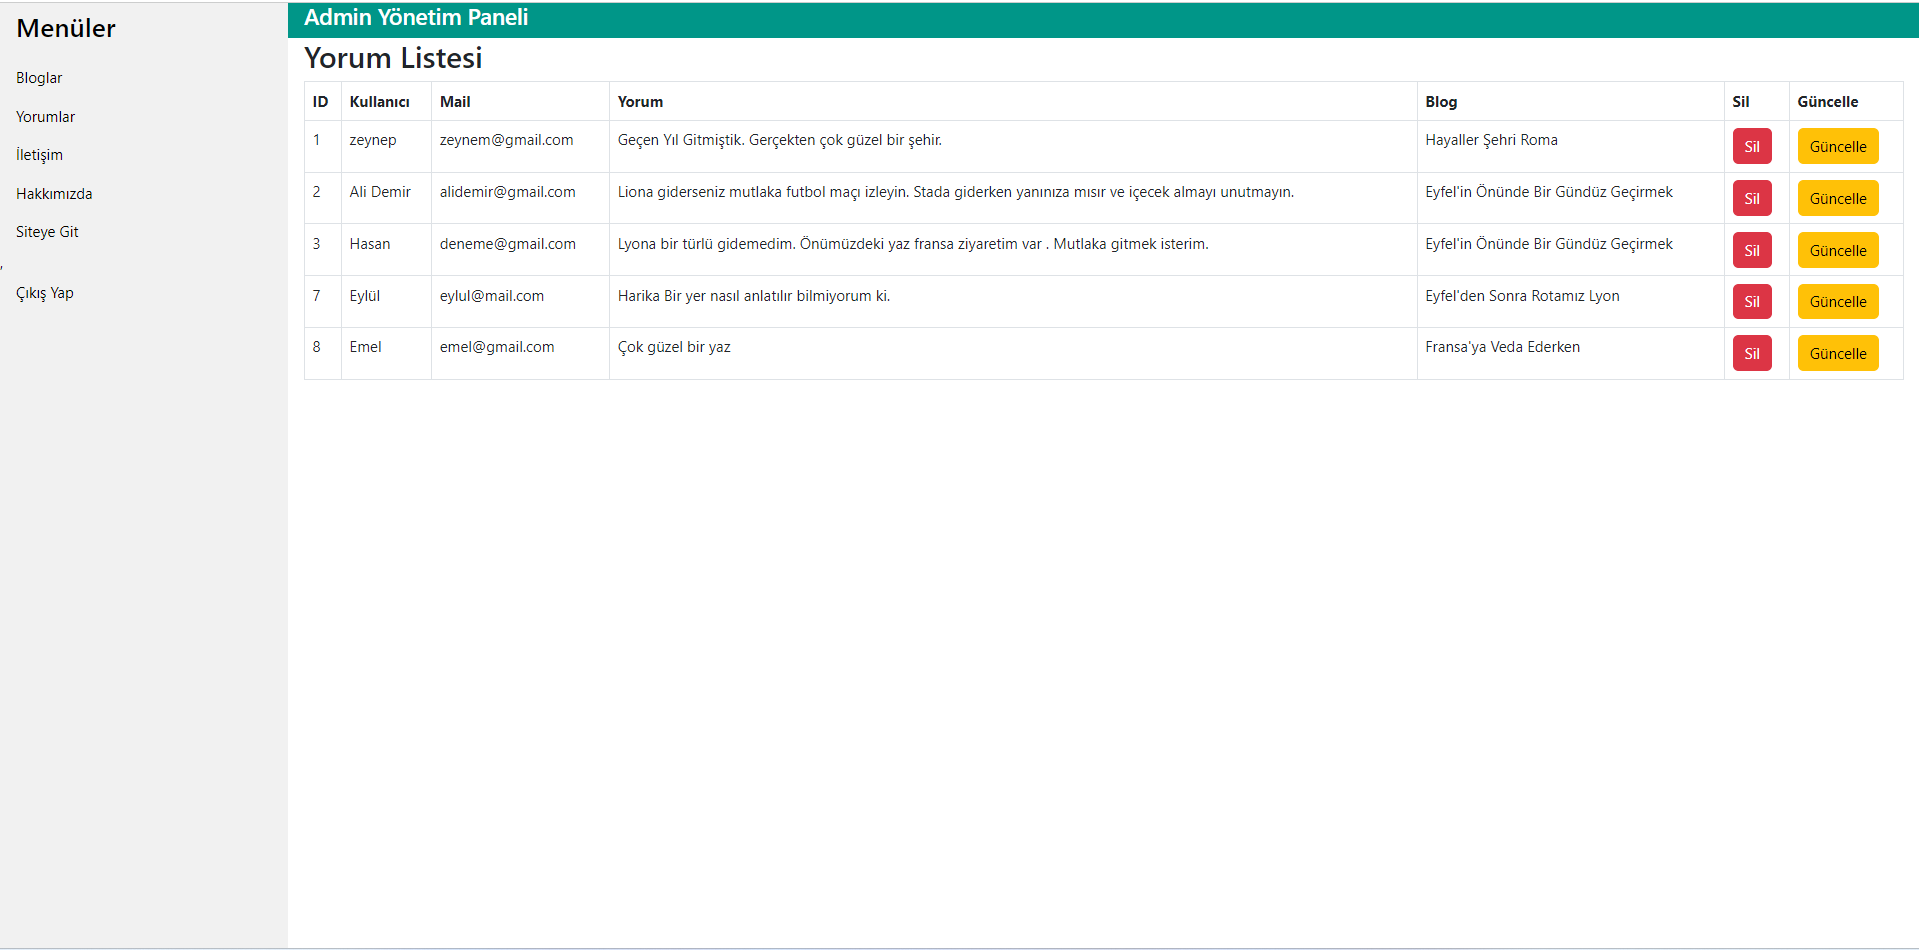 Menüler
Bloglar
Yorumlar
İletişim
Hakkımızda
Siteye Git
,
Çıkış Yap
Admin Yönetim Paneli
Yorum Listesi
ID Kullanıcı Mail Yorum Blog Sil Güncelle
1 zeynep zeynem@gmail.com Geçen Yıl Gitmiştik. Gerçekten çok güzel bir şehir. Hayaller Şehri Roma Sil Güncelle
2 Ali Demir alidemir@gmail.com Liona giderseniz mutlaka futbol maçı izleyin. Stada giderken yanınıza mısır ve içecek almayı unutmayın. Eyfel'in Önünde Bir Gündüz Geçirmek Sil Güncelle
3 Hasan deneme@gmail.com Lyona bir türlü gidemedim. Önümüzdeki yaz fransa ziyaretim var . Mutlaka gitmek isterim. Eyfel'in Önünde Bir Gündüz Geçirmek Sil Güncelle
7 Eylül eylul@mail.com Harika Bir yer nasıl anlatılır bilmiyorum ki. Eyfel'den Sonra Rotamız Lyon Sil Güncelle
8 Emel emel@gmail.com Çok güzel bir yaz Fransa'ya Veda Ederken Sil Güncelle